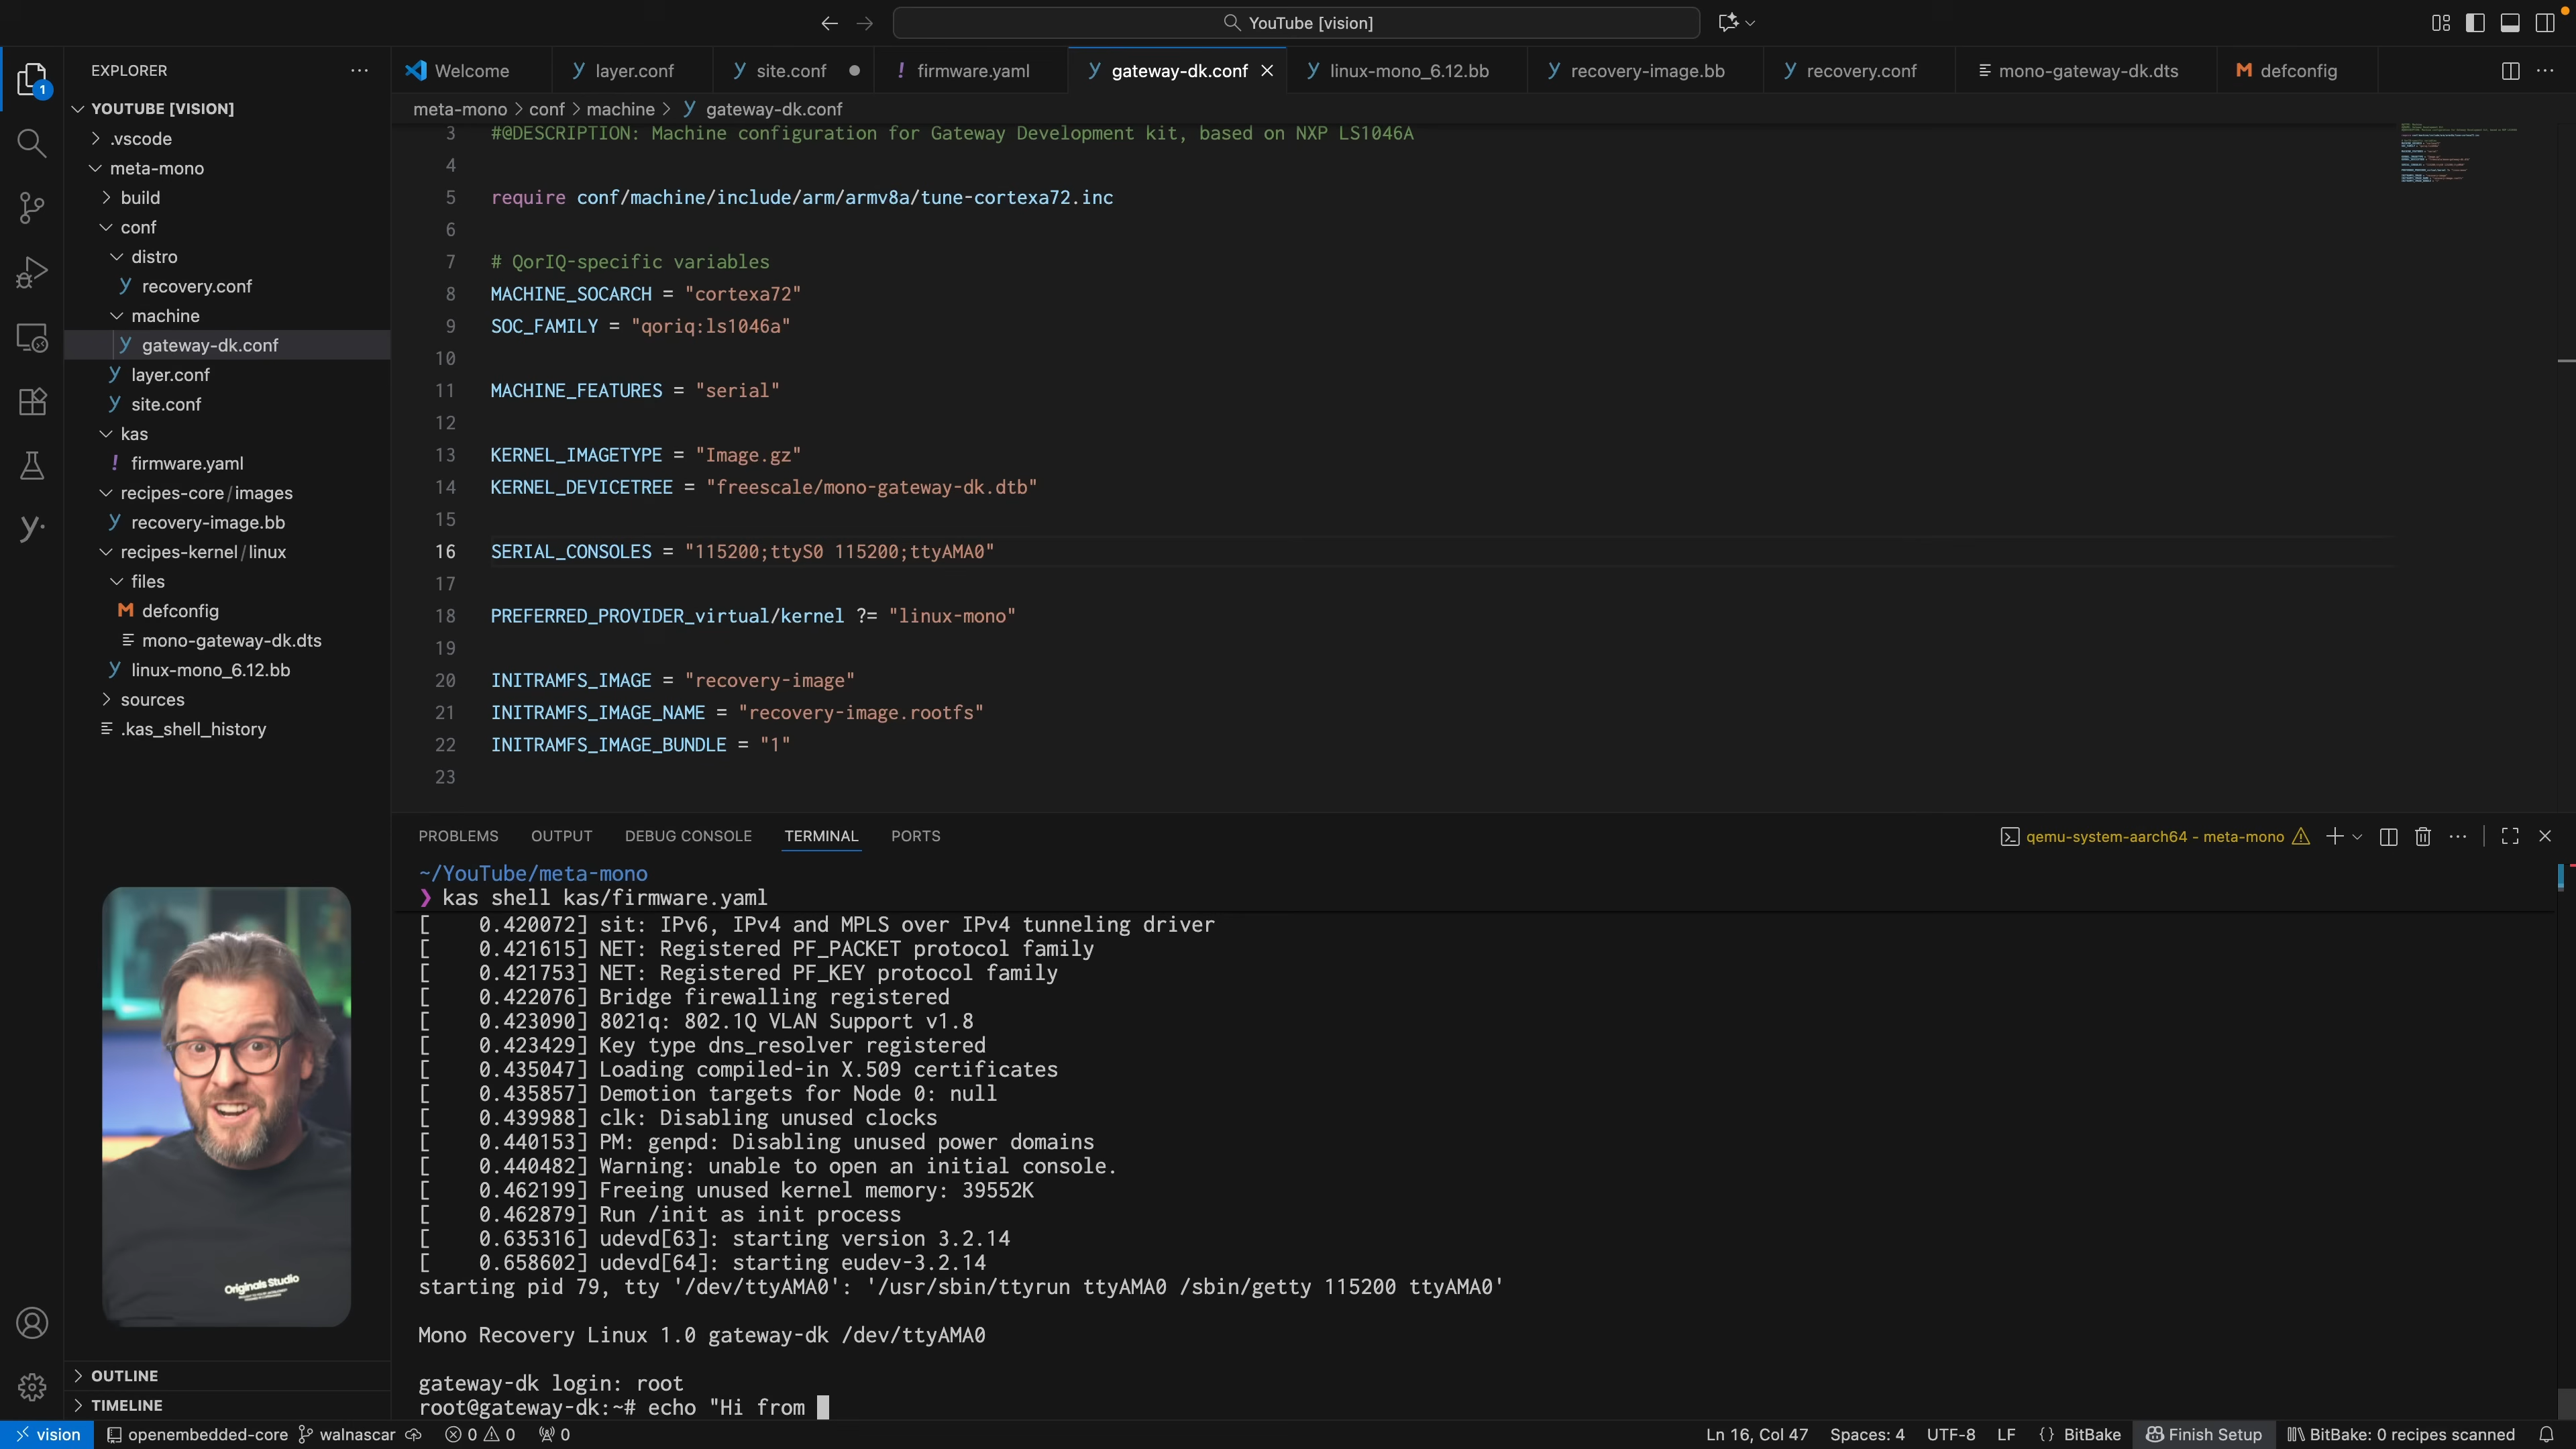 YouTube [vision]
EXPLORER
Welcome
layer.conf
site.conf
firmware.yaml
gateway-dk.conf
linux-mono_6.12.bb
recovery-image.bb
recovery.conf
mono-gateway-dk.dts
defconfig
1
YOUTUBE [VISION]
.vscode
meta-mono
build
conf
distro
recovery.conf
machine
gateway-dk.conf
layer.conf
site.conf
kas
firmware.yaml
recipes-core/images
recovery-image.bb
recipes-kernel/linux
files
defconfig
mono-gateway-dk.dts
linux-mono_6.12.bb
sources
.kas_shell_history
Originals Studio
OUTLINE
TIMELINE
meta-mono > conf > machine > gateway-dk.conf
3 #@DESCRIPTION: Machine configuration for Gateway Development kit, based on NXP LS1046A
4
5 require conf/machine/include/arm/armv8a/tune-cortexa72.inc
6
7 # QorIQ-specific variables
8 MACHINE_SOCARCH = "cortexa72"
9 SOC_FAMILY = "qoriq:ls1046a"
10
11 MACHINE_FEATURES = "serial"
12
13 KERNEL_IMAGETYPE = "Image.gz"
14 KERNEL_DEVICETREE = "freescale/mono-gateway-dk.dtb"
15
16 SERIAL_CONSOLES = "115200;ttyS0 115200;ttyAMA0"
17
18 PREFERRED_PROVIDER_virtual/kernel ?= "linux-mono"
19
20 INITRAMFS_IMAGE = "recovery-image"
21 INITRAMFS_IMAGE_NAME = "recovery-image.rootfs"
22 INITRAMFS_IMAGE_BUNDLE = "1"
23
PROBLEMS OUTPUT DEBUG CONSOLE TERMINAL PORTS
qemu-system-aarch64 - meta-mono
~/YouTube/meta-mono
❯ kas shell kas/firmware.yaml
[    0.420072] sit: IPv6, IPv4 and MPLS over IPv4 tunneling driver
[    0.421615] NET: Registered PF_PACKET protocol family
[    0.421753] NET: Registered PF_KEY protocol family
[    0.422076] Bridge firewalling registered
[    0.423090] 8021q: 802.1Q VLAN Support v1.8
[    0.423429] Key type dns_resolver registered
[    0.435047] Loading compiled-in X.509 certificates
[    0.435857] Demotion targets for Node 0: null
[    0.439988] clk: Disabling unused clocks
[    0.440153] PM: genpd: Disabling unused power domains
[    0.440482] Warning: unable to open an initial console.
[    0.462199] Freeing unused kernel memory: 39552K
[    0.462879] Run /init as init process
[    0.635316] udevd[63]: starting version 3.2.14
[    0.658602] udevd[64]: starting eudev-3.2.14
starting pid 79, tty '/dev/ttyAMA0': '/usr/sbin/ttyrun ttyAMA0 /sbin/getty 115200 ttyAMA0'
Mono Recovery Linux 1.0 gateway-dk /dev/ttyAMA0
gateway-dk login: root
root@gateway-dk:~# echo "Hi from
vision openembedded-core walnascar 0 0 0 Ln 16, Col 47 Spaces: 4 UTF-8 LF {} BitBake Finish Setup BitBake: 0 recipes scanned